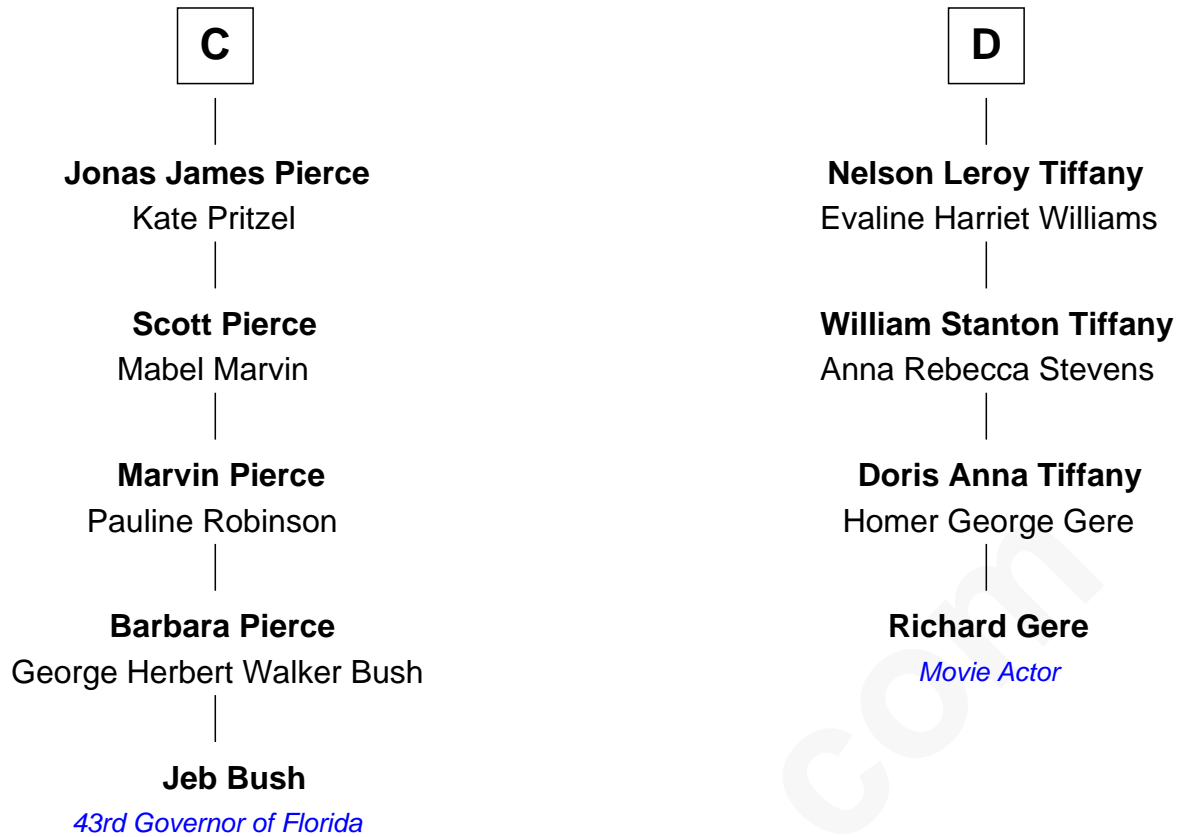 C
Jonas James Pierce
Kate Pritzel
Scott Pierce
Mabel Marvin
Marvin Pierce
Pauline Robinson
Barbara Pierce
George Herbert Walker Bush
Jeb Bush
43rd Governor of Florida
D
Nelson Leroy Tiffany
Evaline Harriet Williams
William Stanton Tiffany
Anna Rebecca Stevens
Doris Anna Tiffany
Homer George Gere
Richard Gere
Movie Actor
com